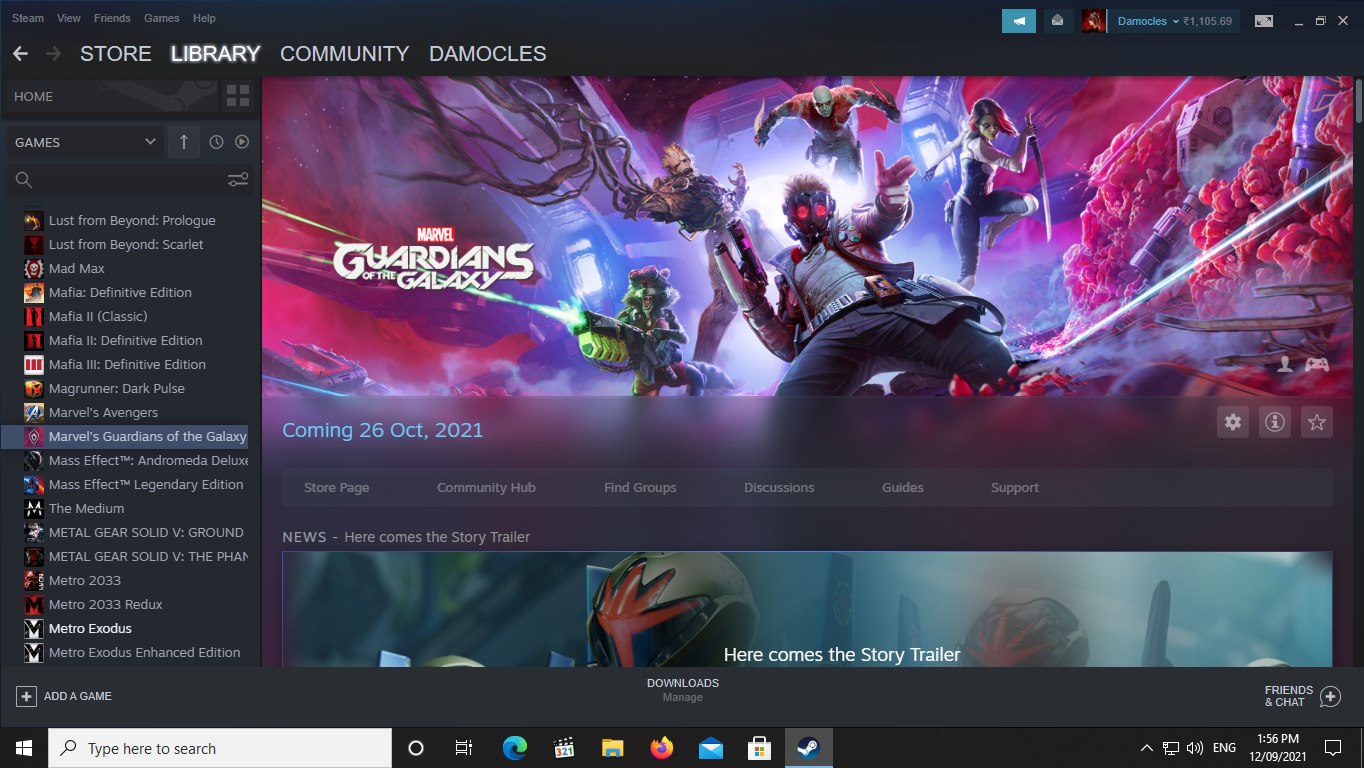 Steam View Friends Games Help
Damocles ₹1,105.69
STORE LIBRARY COMMUNITY DAMOCLES
HOME
GAMES
Lust from Beyond: Prologue
Lust from Beyond: Scarlet
Mad Max
Mafia: Definitive Edition
Mafia II (Classic)
Mafia II: Definitive Edition
Mafia III: Definitive Edition
Magrunner: Dark Pulse
Marvel's Avengers
Marvel's Guardians of the Galaxy
Mass Effect™: Andromeda Deluxe
Mass Effect™ Legendary Edition
The Medium
METAL GEAR SOLID V: GROUND
METAL GEAR SOLID V: THE PHAN
Metro 2033
Metro 2033 Redux
Metro Exodus
Metro Exodus Enhanced Edition
MARVEL
GUARDIANS
OF THE GALAXY
Coming 26 Oct, 2021
Store Page Community Hub Find Groups Discussions Guides Support
NEWS - Here comes the Story Trailer
Here comes the Story Trailer
ADD A GAME
DOWNLOADS
Manage
FRIENDS
& CHAT
Type here to search
321
ENG
1:56 PM
12/09/2021